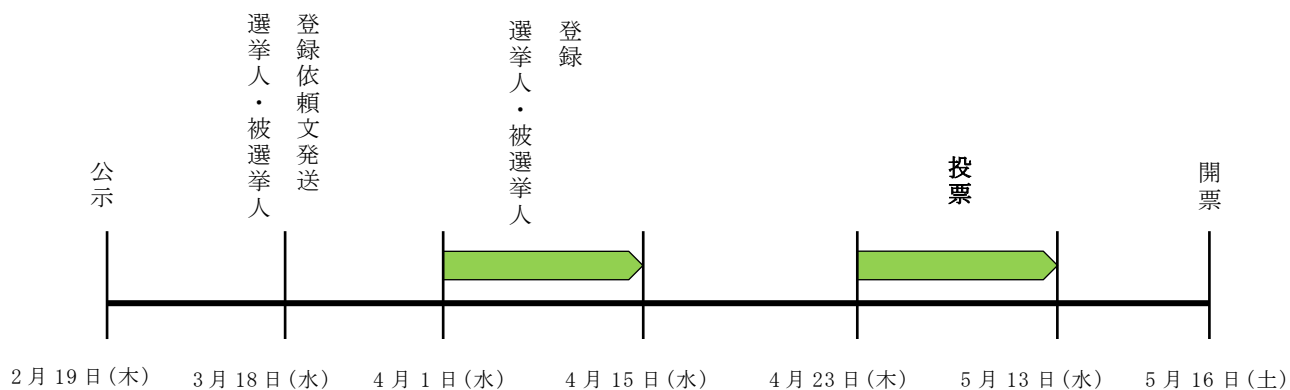 公示
選挙人・被選挙人
登録依頼文発送
選挙人・被選挙人
登録
投票
開票
2月19日(木)
3月18日(水)
4月1日(水)
4月15日(水)
4月23日(木)
5月13日(水)
5月16日(土)